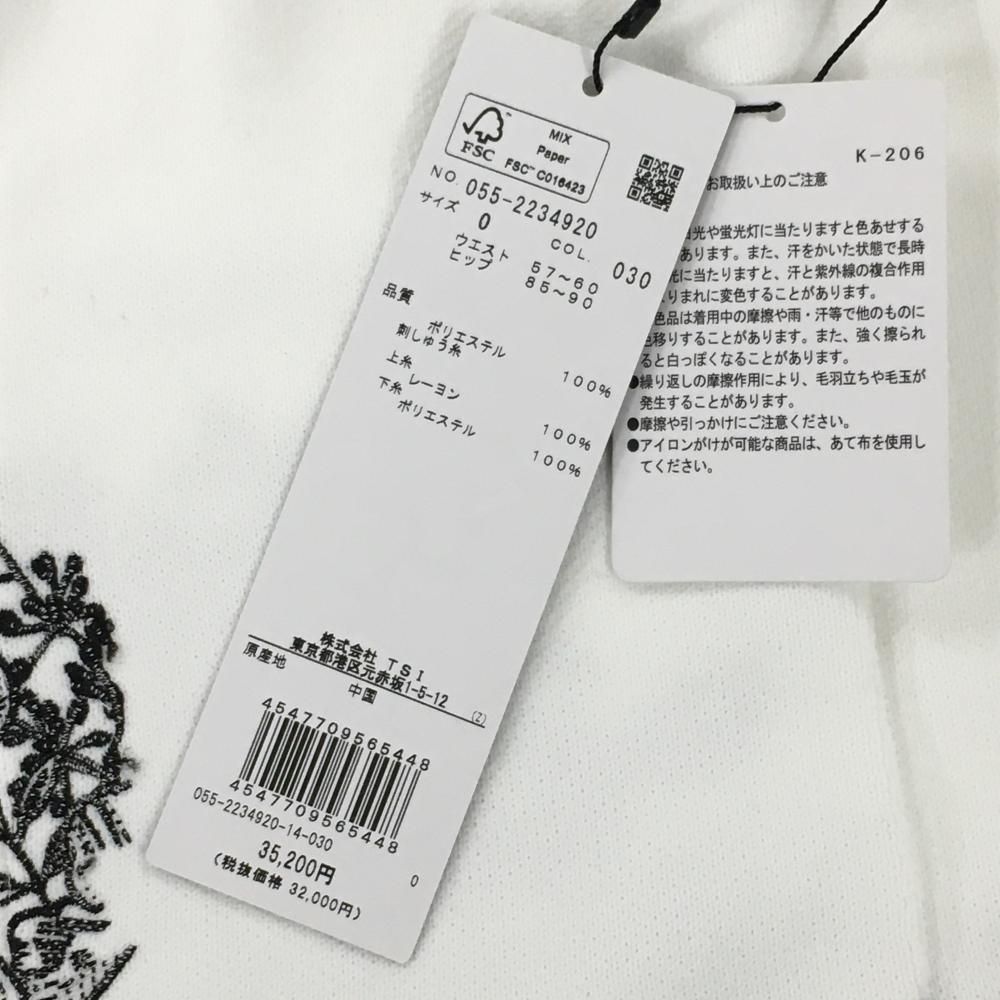 MIX
Paper
FSC™ C016423
FSC
NO. 055-2234920
サイズ 0 COL. 030
ウエスト 57～60
ヒップ 85～90
品質
ポリエステル 100%
刺しゅう糸
上糸
レーヨン 100%
下糸
ポリエステル 100%
株式会社 TSI
東京都港区元赤坂1-5-12
(Z)
原産地 中国
4547709565448
4547709565448
055-2234920-14-030
35,200円
(税抜価格 32,000円)
0
K-206
お取扱い上のご注意
光や蛍光灯に当たりますと色あせする
あります。また、汗をかいた状態で長時
光に当たりますと、汗と紫外線の複合作用
りまれに変色することがあります。
色品は着用中の摩擦や雨・汗等で他のものに
色移りすることがあります。また、強く擦られ
ると白っぽくなることがあります。
●繰り返しの摩擦作用により、毛羽立ちや毛玉が
発生することがあります。
●摩擦や引っかけにご注意ください。
●アイロンがけが可能な商品は、あて布を使用し
てください。